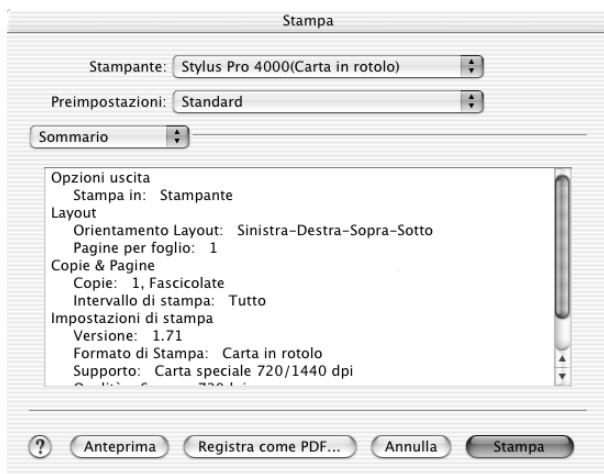 Stampa
Stampante: Stylus Pro 4000(Carta in rotolo)
Preimpostazioni: Standard
Sommario
Opzioni uscita
Stampa in: Stampante
Layout
Orientamento Layout: Sinistra-Destra-Sopra-Sotto
Pagine per foglio: 1
Copie & Pagine
Copie: 1, Fascicolate
Intervallo di stampa: Tutto
Impostazioni di stampa
Versione: 1.71
Formato di Stampa: Carta in rotolo
Supporto: Carta speciale 720/1440 dpi
? Anteprima Registra come PDF... Annulla Stampa